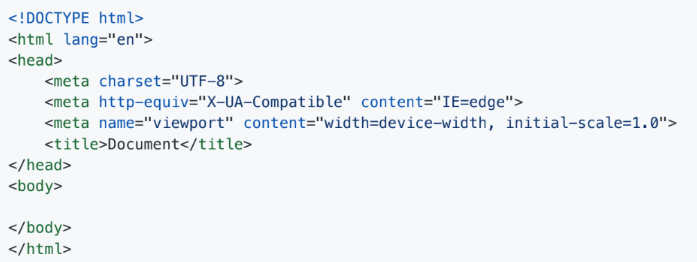 <!DOCTYPE html>
<html lang="en">
<head>
    <meta charset="UTF-8">
    <meta http-equiv="X-UA-Compatible" content="IE=edge">
    <meta name="viewport" content="width=device-width, initial-scale=1.0">
    <title>Document</title>
</head>
<body>

</body>
</html>